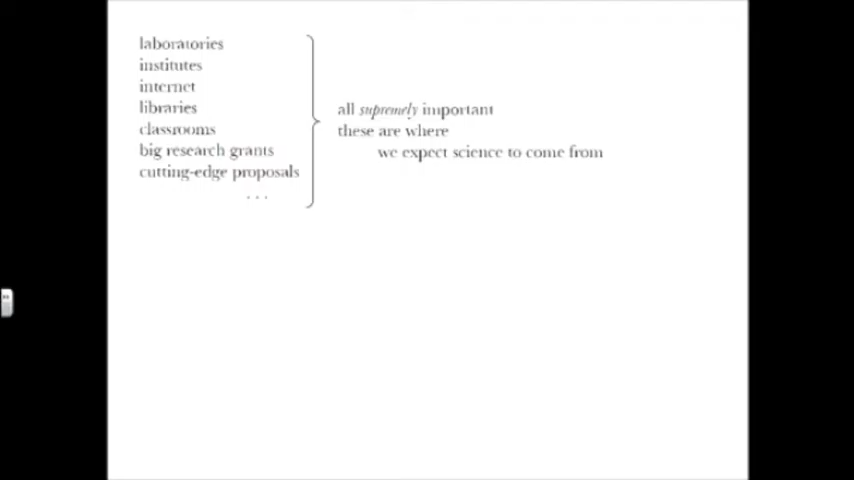 laboratories
institutes
internet
libraries
classrooms
big research grants
cutting-edge proposals
. . .
all supremely important
these are where
we expect science to come from